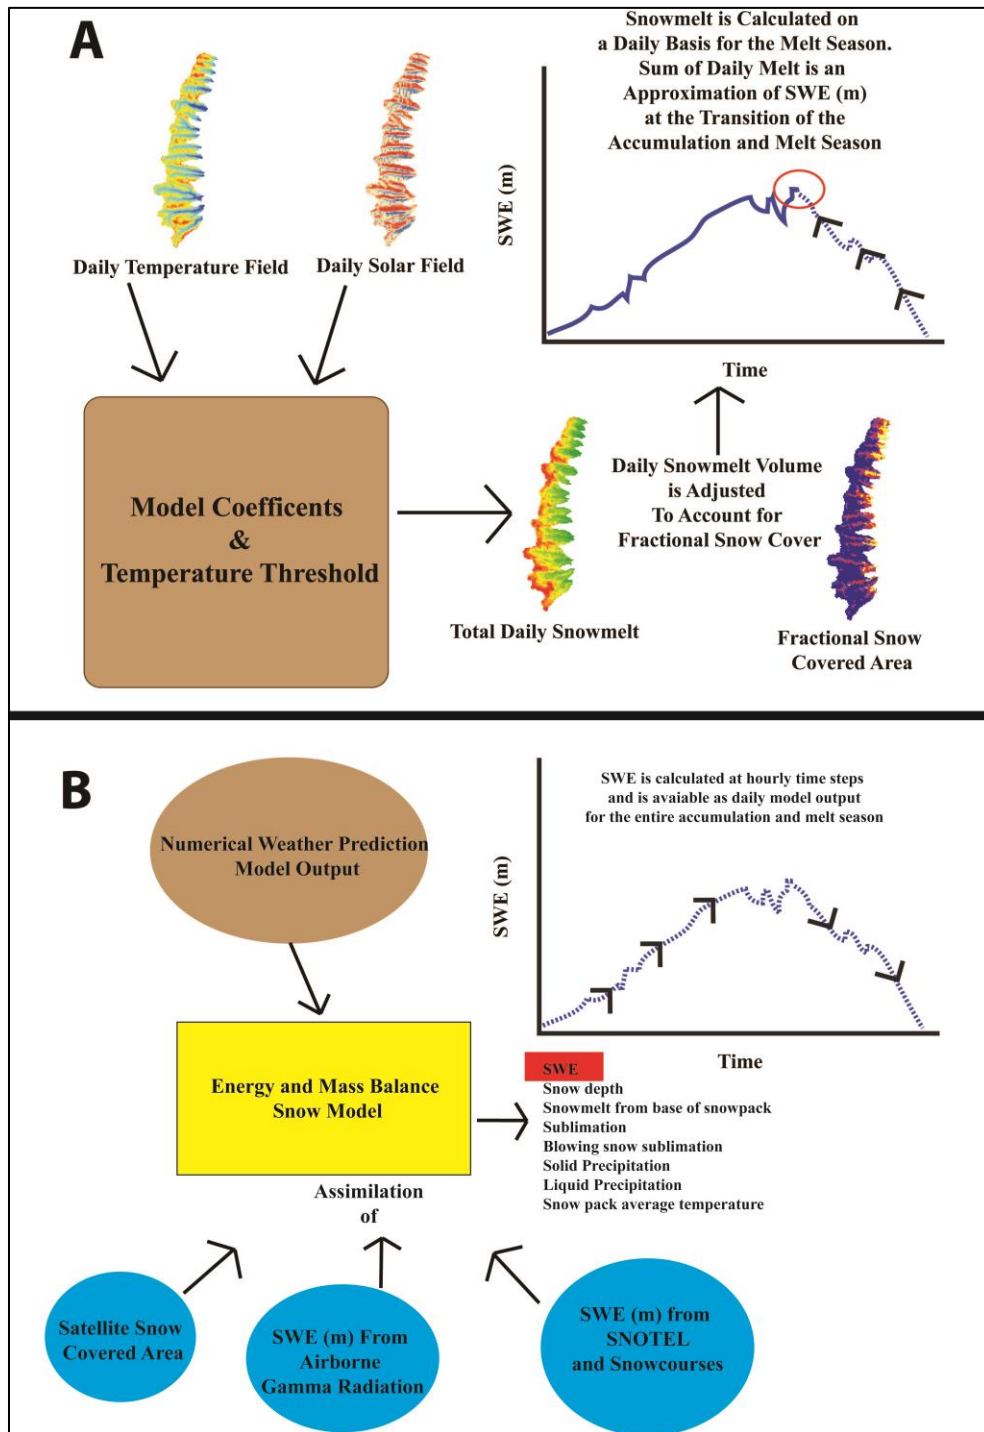 A
Snowmelt is Calculated on
a Daily Basis for the Melt Season.
Sum of Daily Melt is an
Approximation of SWE (m)
at the Transition of the
Accumulation and Melt Season
SWE (m)
Time
Daily Temperature Field
Daily Solar Field
Model Coefficents
&
Temperature Threshold
Total Daily Snowmelt
Daily Snowmelt Volume
is Adjusted
To Account for
Fractional Snow Cover
Fractional Snow
Covered Area
B
Numerical Weather Prediction
Model Output
SWE is calculated at hourly time steps
and is avaiable as daily model output
for the entire accumulation and melt season
SWE (m)
Time
Energy and Mass Balance
Snow Model
SWE
Snow depth
Snowmelt from base of snowpack
Sublimation
Blowing snow sublimation
Solid Precipitation
Liquid Precipitation
Snow pack average temperature
Assimilation
of
Satellite Snow
Covered Area
SWE (m) From
Airborne
Gamma Radiation
SWE (m) from
SNOTEL
and Snowcourses